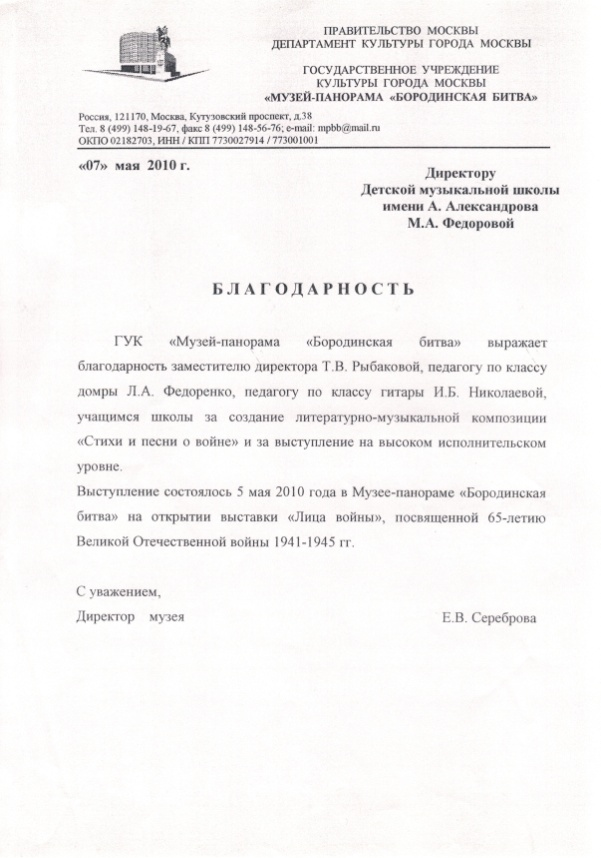 ПРАВИТЕЛЬСТВО МОСКВЫ
ДЕПАРТАМЕНТ КУЛЬТУРЫ ГОРОДА МОСКВЫ
ГОСУДАРСТВЕННОЕ УЧРЕЖДЕНИЕ
КУЛЬТУРЫ ГОРОДА МОСКВЫ
«МУЗЕЙ-ПАНОРАМА «БОРОДИНСКАЯ БИТВА»
Россия, 121170, Москва, Кутузовский проспект, д.38
Тел. 8 (499) 148-19-67, факс 8 (499) 148-56-76; e-mail: mpbb@mail.ru
ОКПО 02182703, ИНН / КПП 7730027914 / 773001001
«07» мая 2010 г.
Директору
Детской музыкальной школы
имени А. Александрова
М.А. Федоровой
БЛАГОДАРНОСТЬ
ГУК «Музей-панорама «Бородинская битва» выражает
благодарность заместителю директора Т.В. Рыбаковой, педагогу по классу
домры Л.А. Федоренко, педагогу по классу гитары И.Б. Николаевой,
учащимся школы за создание литературно-музыкальной композиции
«Стихи и песни о войне» и за выступление на высоком исполнительском
уровне.
Выступление состоялось 5 мая 2010 года в Музее-панораме «Бородинская
битва» на открытии выставки «Лица войны», посвященной 65-летию
Великой Отечественной войны 1941-1945 гг.
С уважением,
Директор музея Е.В. Сереброва